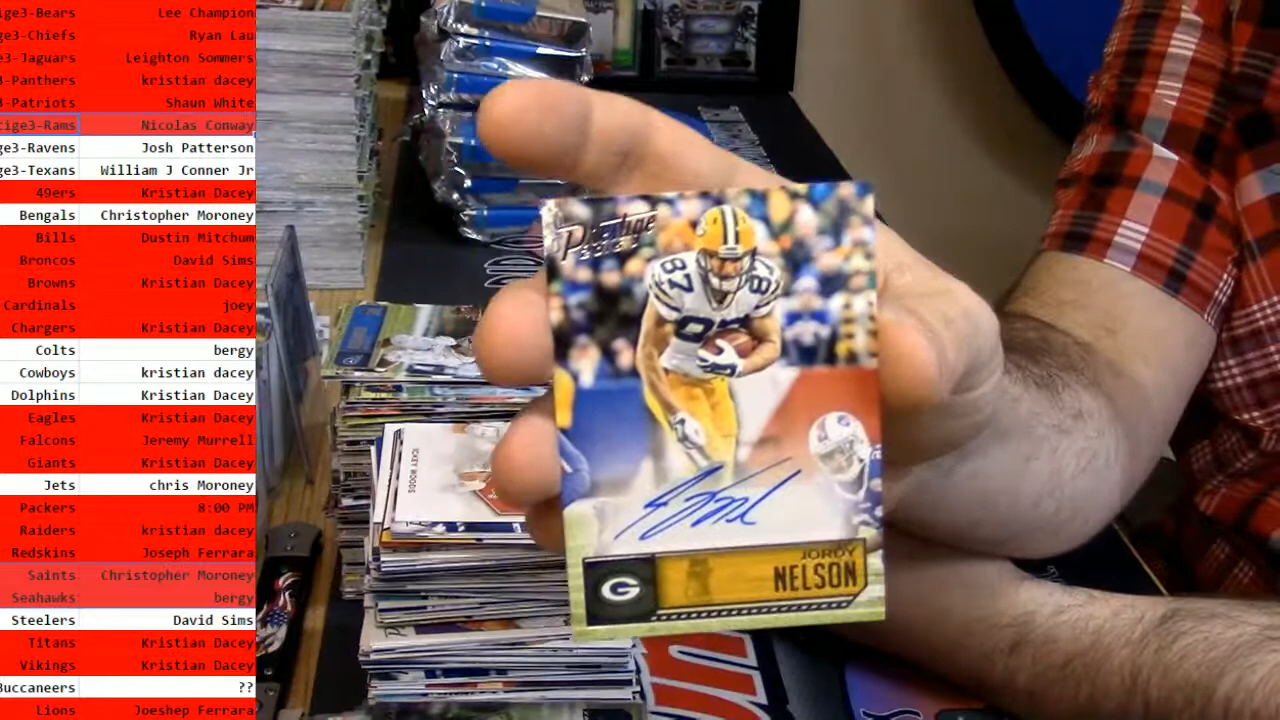 ige3-Bears Lee Champion
ge3-Chiefs Ryan Lau
e3-Jaguars Leighton Sommers
3-Panthers kristian dacey
3-Patriots Shaun White
tige3-Rams Nicolas Conway
ge3-Ravens Josh Patterson
ge3-Texans William J Conner Jr
49ers Kristian Dacey
Bengals Christopher Moroney
Bills Dustin Mitchum
Broncos David Sims
Browns Kristian Dacey
Cardinals joey
Chargers Kristian Dacey
Colts bergy
Cowboys kristian dacey
Dolphins Kristian Dacey
Eagles Kristian Dacey
Falcons Jeremy Murrell
Giants Kristian Dacey
Jets chris Moroney
Packers 8:00 PM
Raiders kristian dacey
Redskins Joseph Ferrara
Saints Christopher Moroney
Seahawks bergy
Steelers David Sims
Titans Kristian Dacey
Vikings Kristian Dacey
Buccaneers ??
Lions Joeshep Ferrara
Prestige
87 87
87
G
JORDY
NELSON
ICKEY WOODS